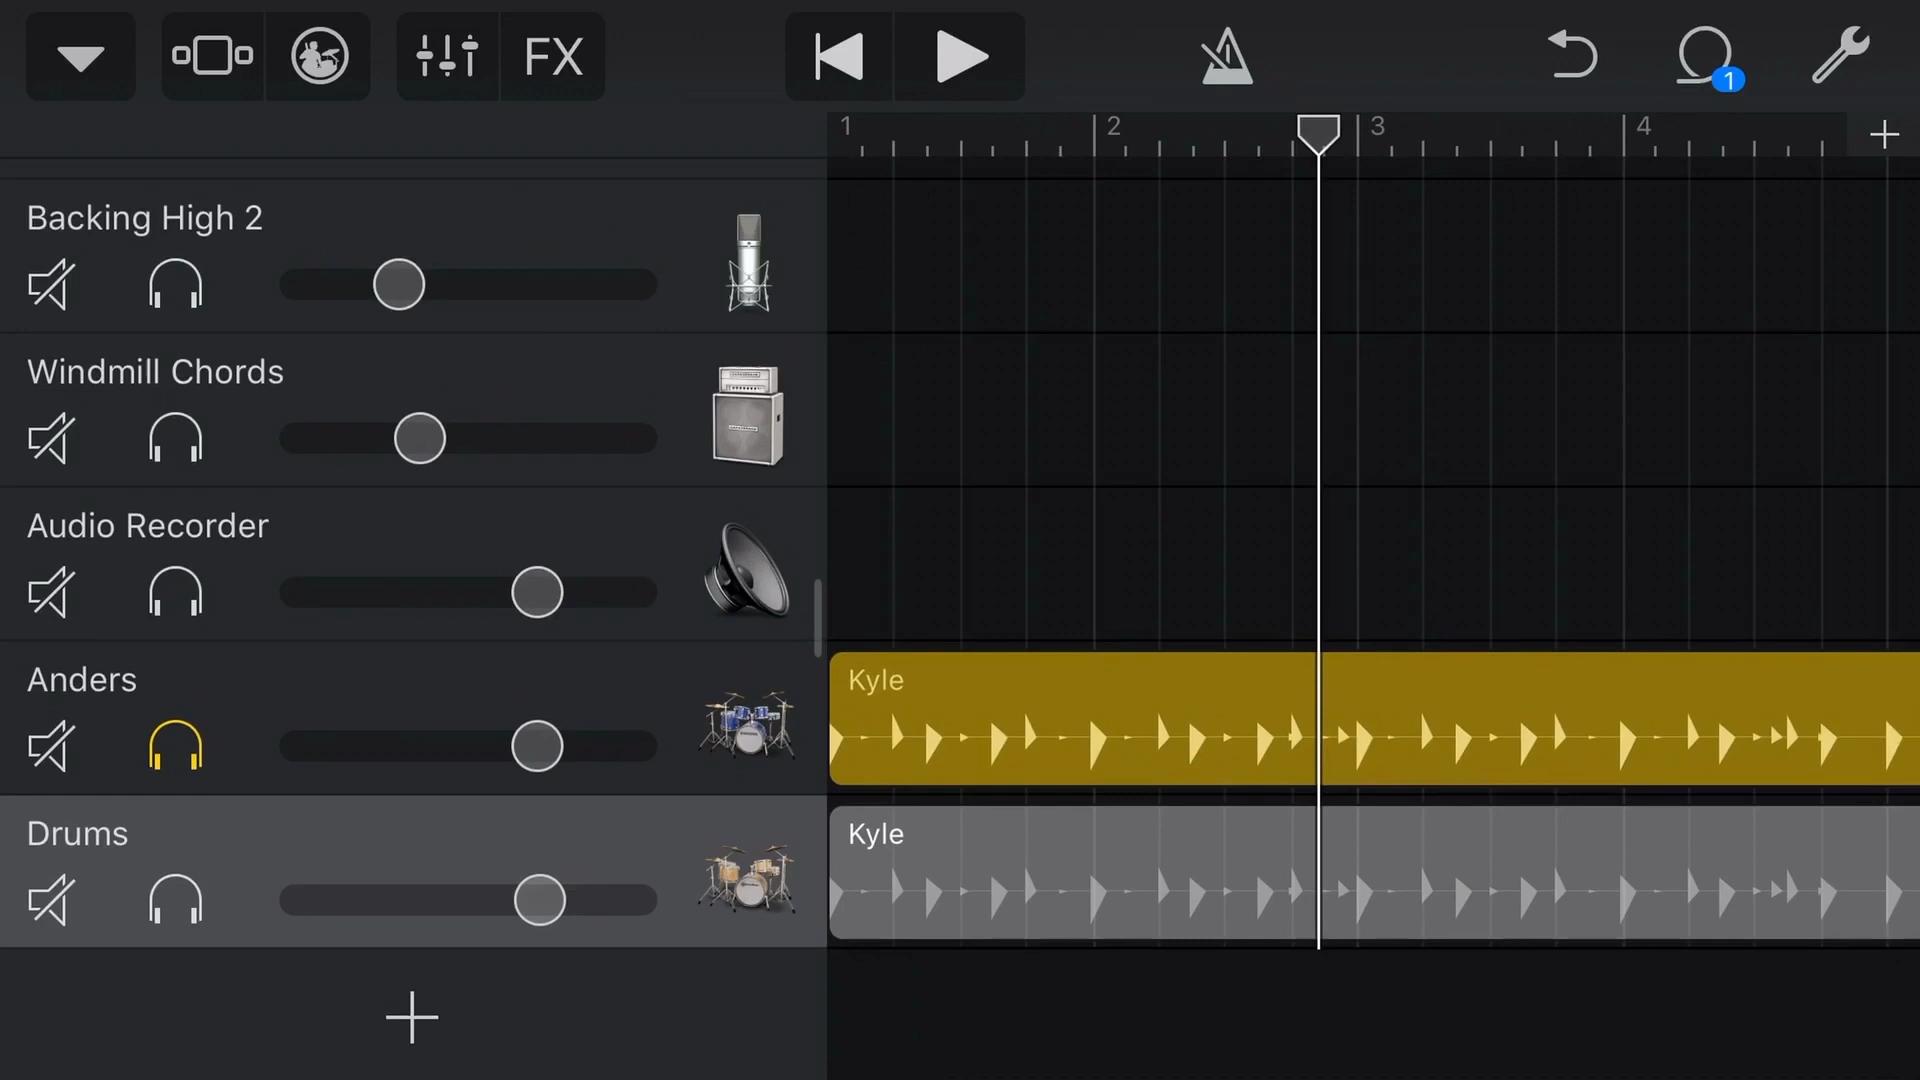 FX
1
1
2
3
4
Backing High 2
Windmill Chords
Audio Recorder
Anders
Kyle
Drums
Kyle